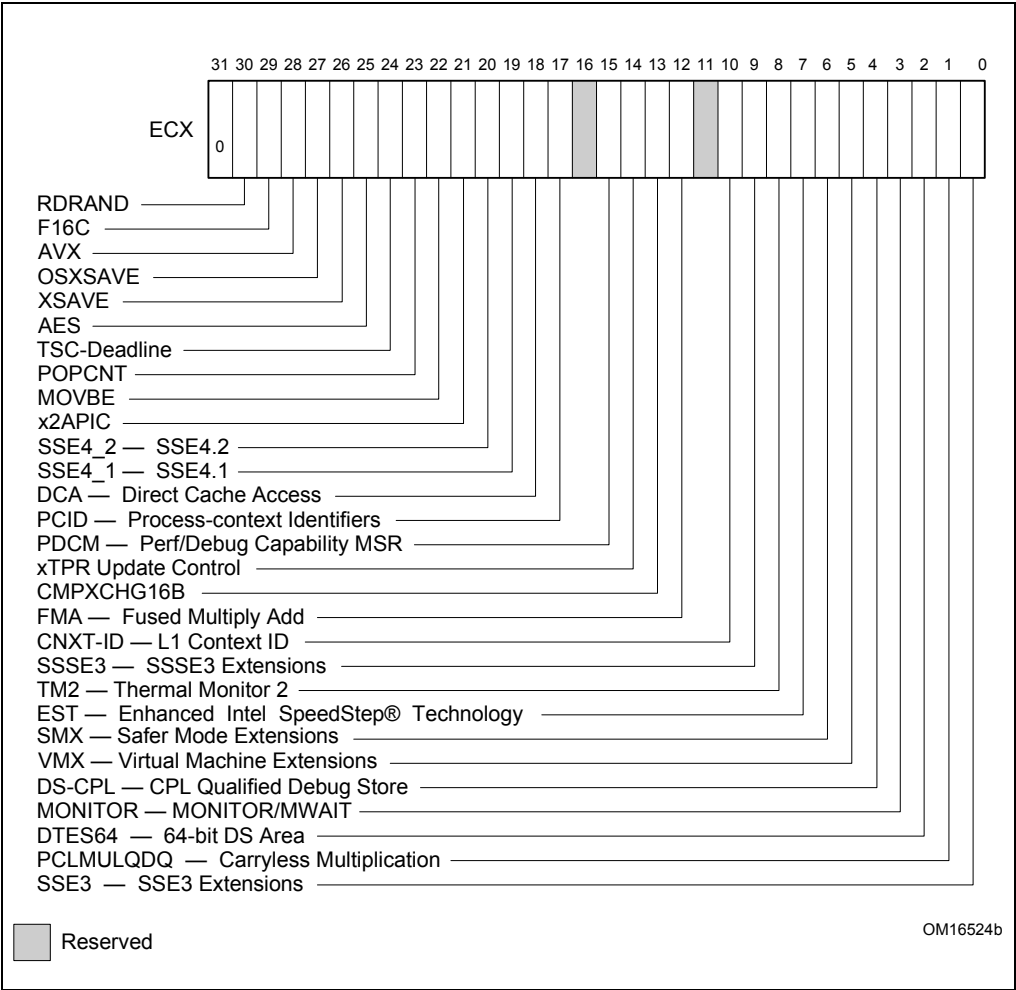 31 30 29 28 27 26 25 24 23 22 21 20 19 18 17 16 15 14 13 12 11 10 9 8 7 6 5 4 3 2 1 0
ECX
0
RDRAND
F16C
AVX
OSXSAVE
XSAVE
AES
TSC-Deadline
POPCNT
MOVBE
x2APIC
SSE4_2 — SSE4.2
SSE4_1 — SSE4.1
DCA — Direct Cache Access
PCID — Process-context Identifiers
PDCM — Perf/Debug Capability MSR
xTPR Update Control
CMPXCHG16B
FMA — Fused Multiply Add
CNXT-ID — L1 Context ID
SSSE3 — SSSE3 Extensions
TM2 — Thermal Monitor 2
EST — Enhanced Intel SpeedStep® Technology
SMX — Safer Mode Extensions
VMX — Virtual Machine Extensions
DS-CPL — CPL Qualified Debug Store
MONITOR — MONITOR/MWAIT
DTES64 — 64-bit DS Area
PCLMULQDQ — Carryless Multiplication
SSE3 — SSE3 Extensions
OM16524b
Reserved